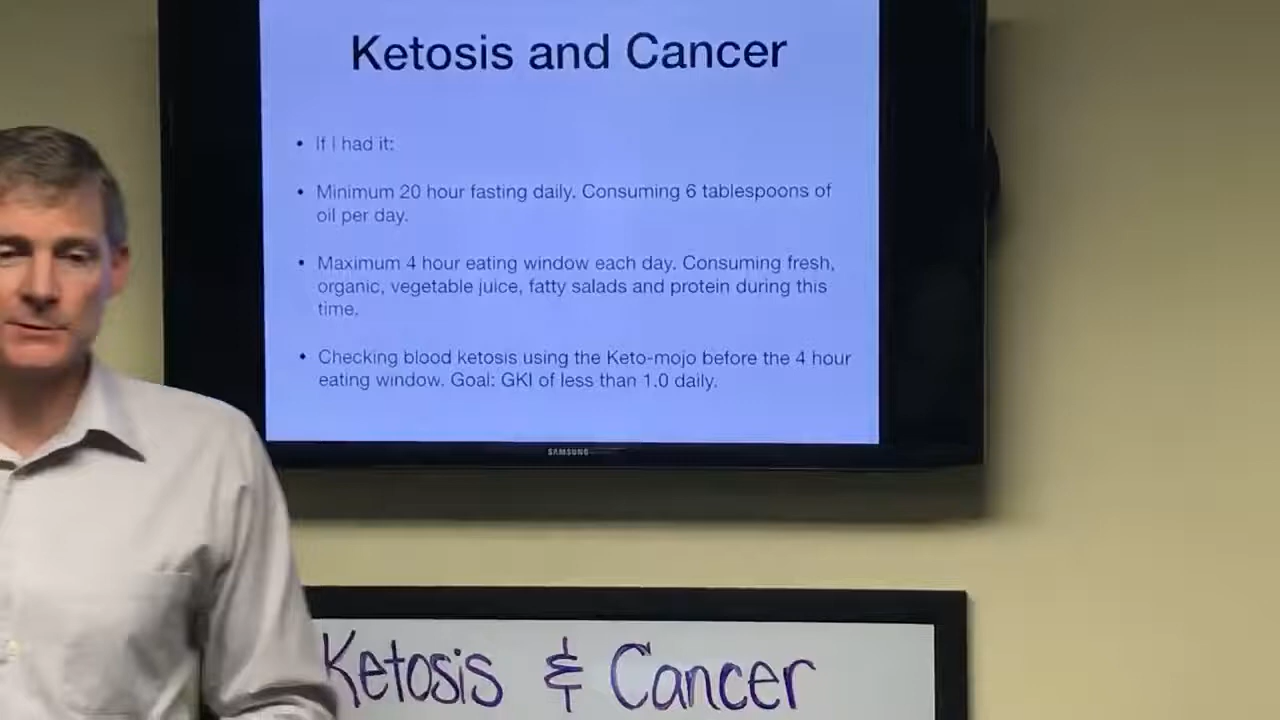 Ketosis and Cancer
• If I had it:
• Minimum 20 hour fasting daily. Consuming 6 tablespoons of
oil per day.
• Maximum 4 hour eating window each day. Consuming fresh,
organic, vegetable juice, fatty salads and protein during this
time.
• Checking blood ketosis using the Keto-mojo before the 4 hour
eating window. Goal: GKI of less than 1.0 daily.
SAMSUNG
Ketosis & Cancer